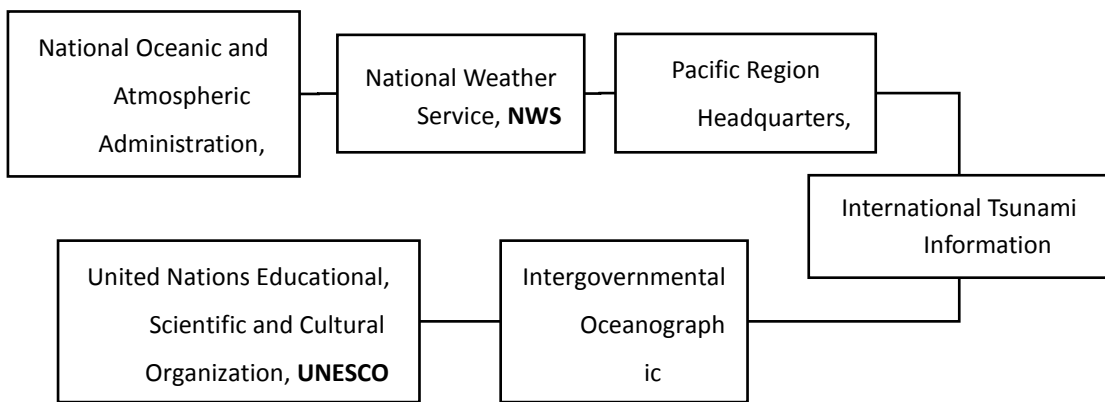 National Oceanic and
Atmospheric
Administration,
National Weather
Service, NWS
Pacific Region
Headquarters,
International Tsunami
Information
United Nations Educational,
Scientific and Cultural
Organization, UNESCO
Intergovernmental
Oceanograph
ic